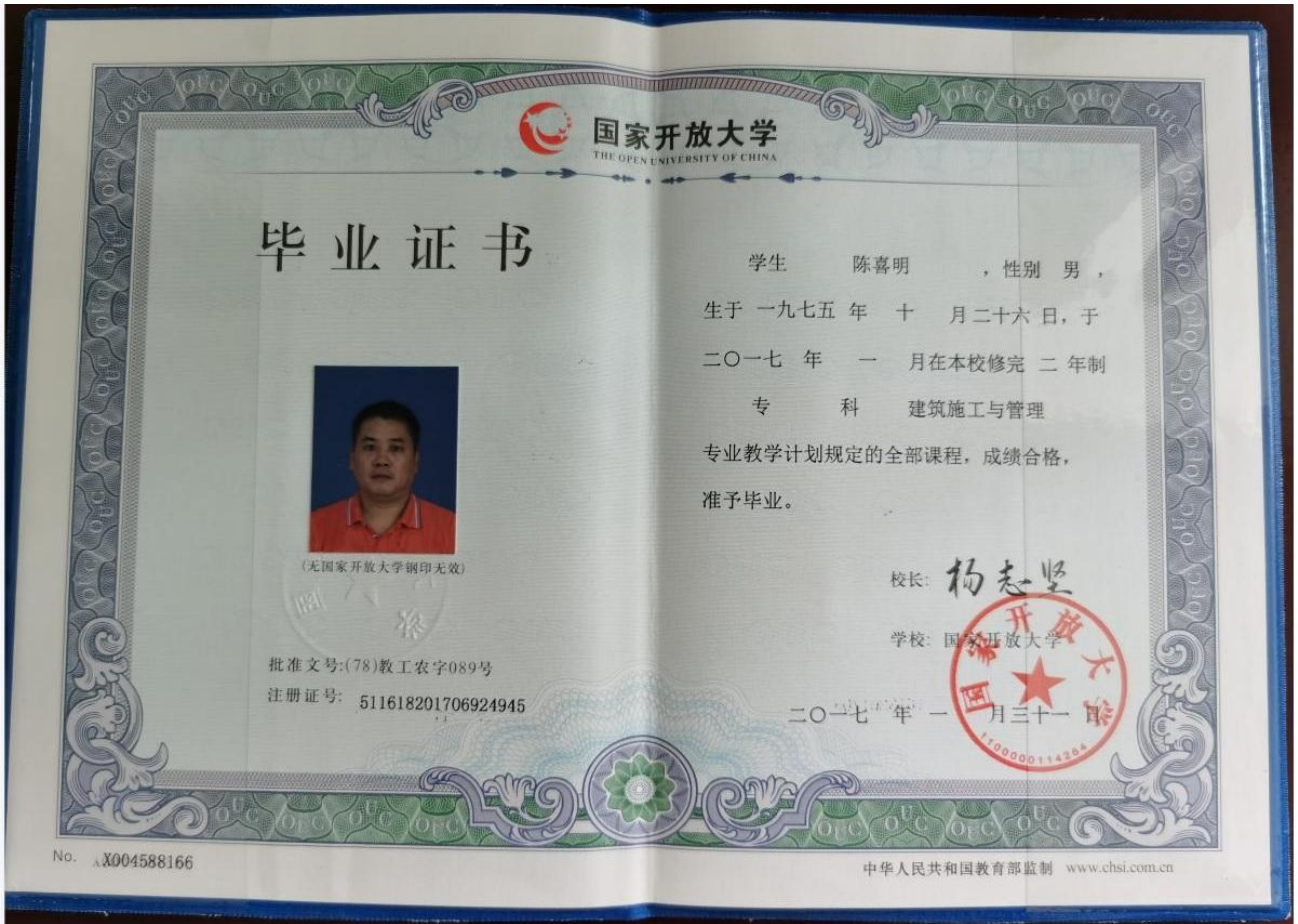 国家开放大学
THE OPEN UNIVERSITY OF CHINA
毕业证书
(无国家开放大学钢印无效)
批准文号:(78)教工农字089号
注册证号: 511618201706924945
学生 陈喜明 ，性别 男，
生于 一九七五 年 十 月二十六 日，于
二〇一七 年 一 月在本校修完 二 年制
专 科 建筑施工与管理
专业教学计划规定的全部课程，成绩合格，
准予毕业。
校长: 杨志坚
学校: 国家开放大学
二〇一七 年 一 月三十一 日
国家开放大学
1100000114264
No. X004588166
中华人民共和国教育部监制 www.chsi.com.cn